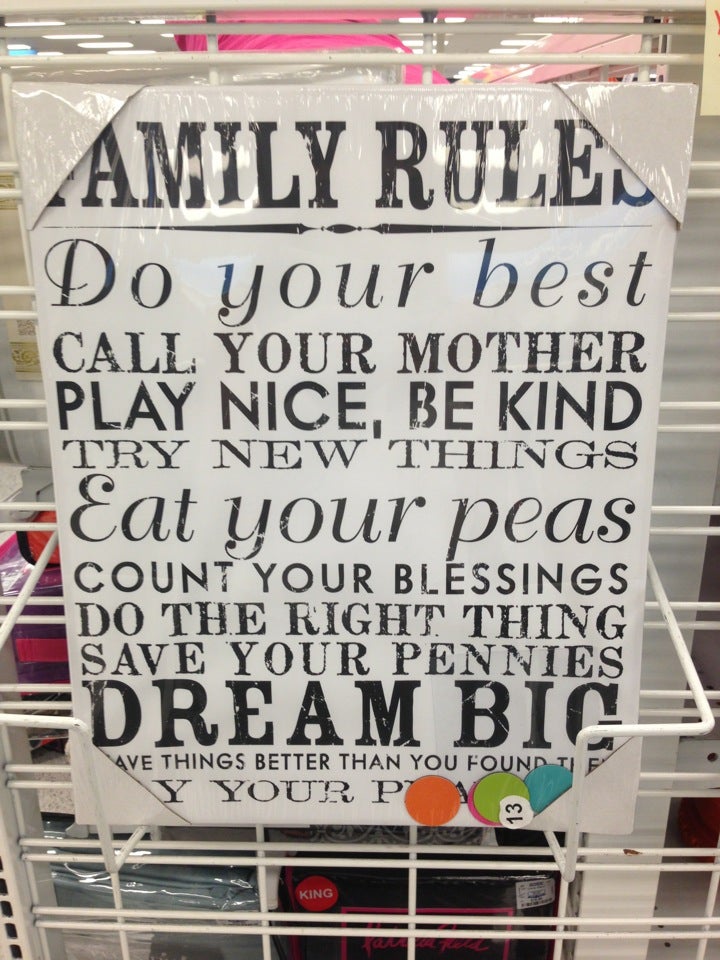 FAMILY RULES
Do your best
CALL YOUR MOTHER
PLAY NICE, BE KIND
TRY NEW THINGS
Eat your peas
COUNT YOUR BLESSINGS
DO THE RIGHT THING
SAVE YOUR PENNIES
DREAM BIG
AVE THINGS BETTER THAN YOU FOUND THE
Y YOUR P
13
KING